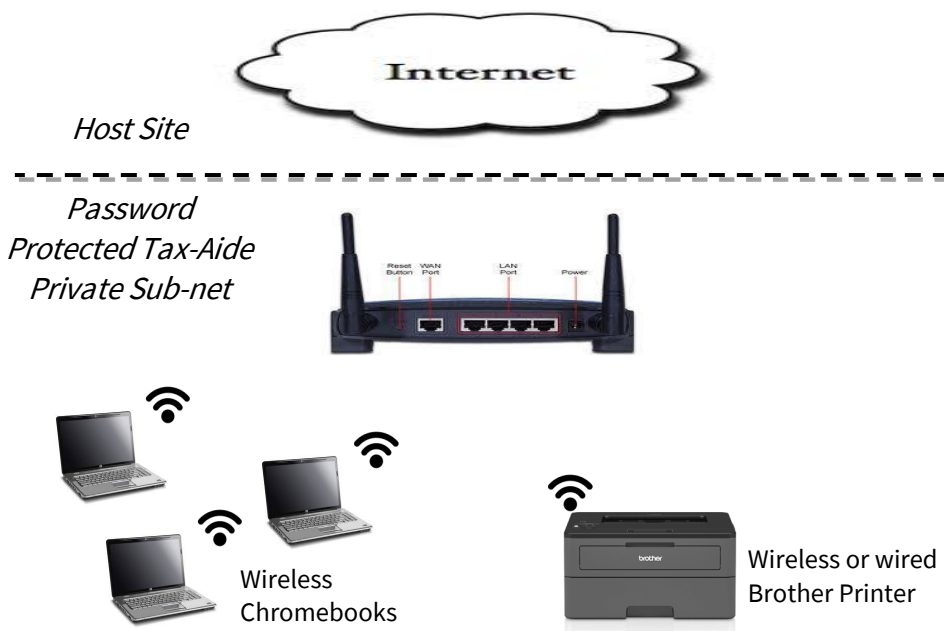 Internet
Host Site
Password
Protected Tax-Aide
Private Sub-net
Reset
Button
WAN
Port
LAN
Port
Power
Wireless
Chromebooks
brother
Wireless or wired
Brother Printer